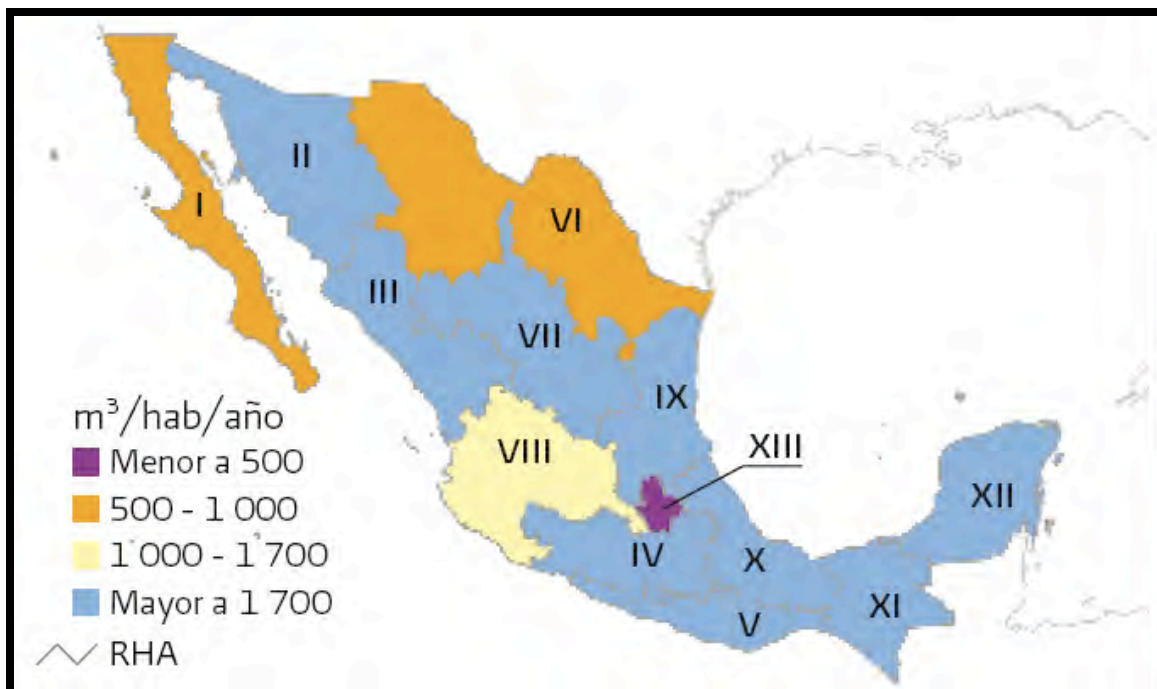 II
I
VI
III
VII
IX
m³/hab/año
Menor a 500
500 - 1 000
1 000 - 1 700
Mayor a 1 700
RHA
VIII
XIII
XII
IV
X
XI
V